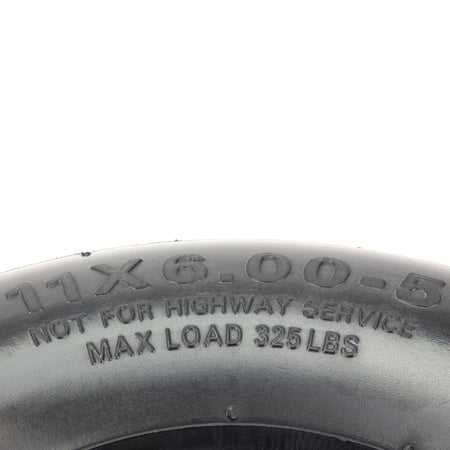 11X6.00-5
NOT FOR HIGHWAY SERVICE
MAX LOAD 325 LBS